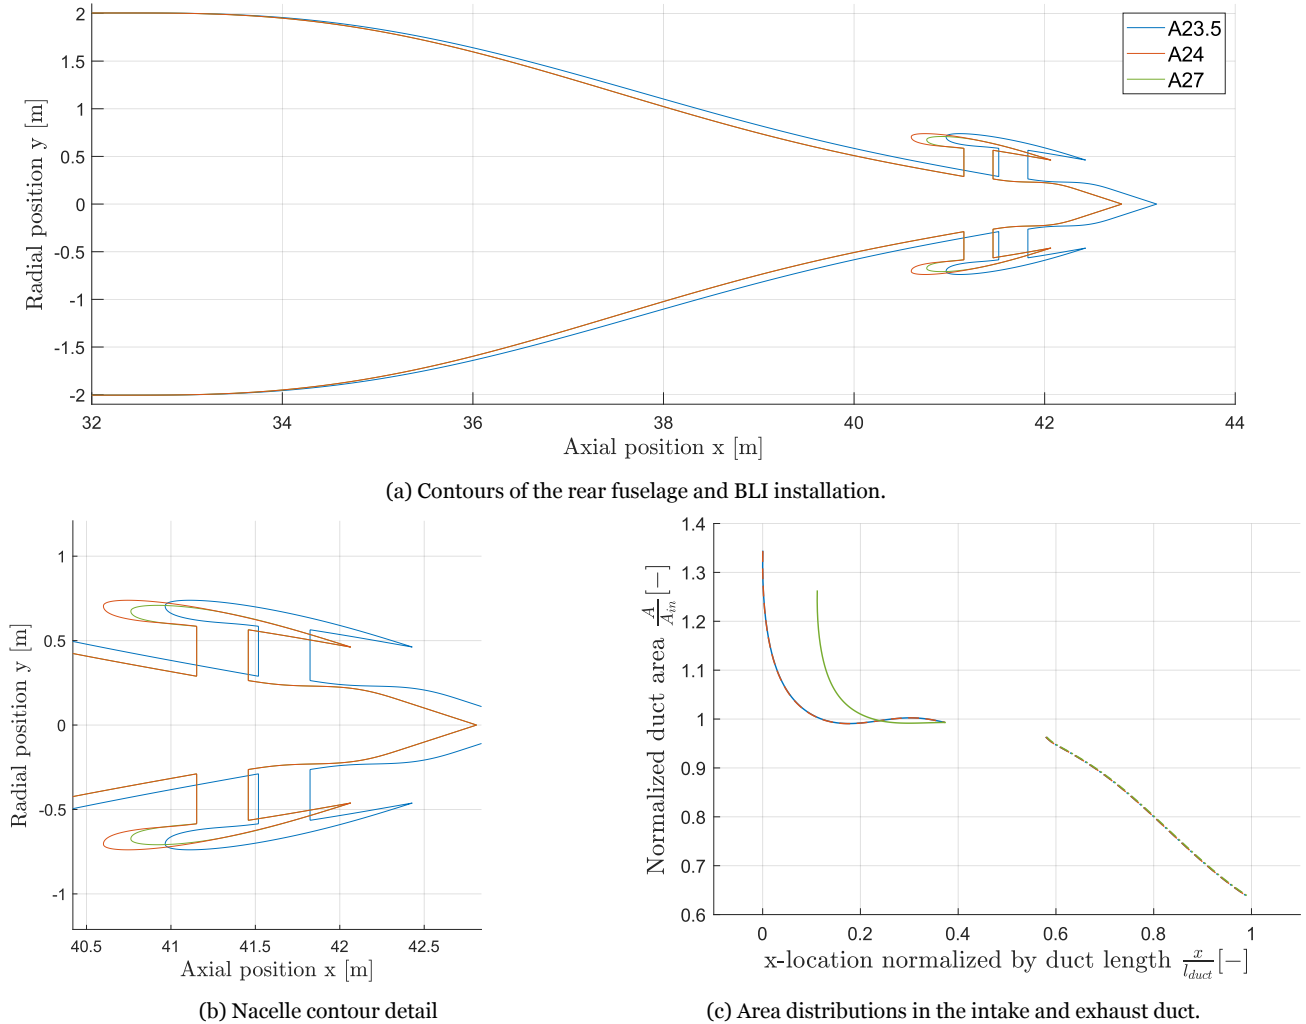 2
1.5
1
0.5
0
-0.5
-1
-1.5
-2
Radial position y [m]
A23.5
A24
A27
32 34 36 38 40 42 44
Axial position x [m]
(a) Contours of the rear fuselage and BLI installation.
1
0.5
0
-0.5
-1
Radial position y [m]
40.5 41 41.5 42 42.5
Axial position x [m]
(b) Nacelle contour detail
1.4
1.3
1.2
1.1
1
0.9
0.8
0.7
0.6
Normalized duct area A/A_in [−]
0 0.2 0.4 0.6 0.8 1
x-location normalized by duct length x/l_duct [−]
(c) Area distributions in the intake and exhaust duct.